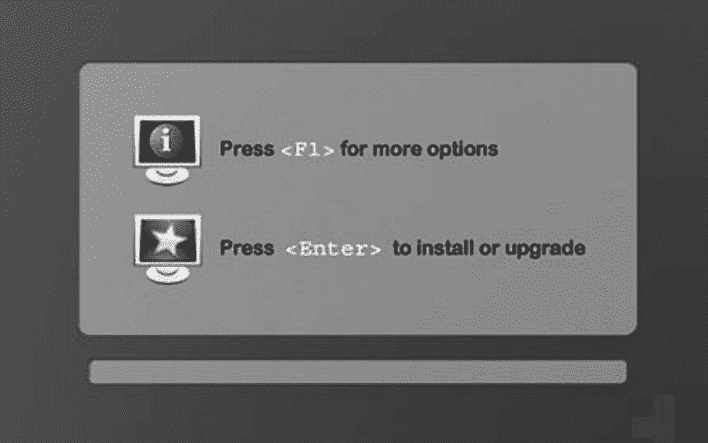 Press <F1> for more options
Press <Enter> to install or upgrade